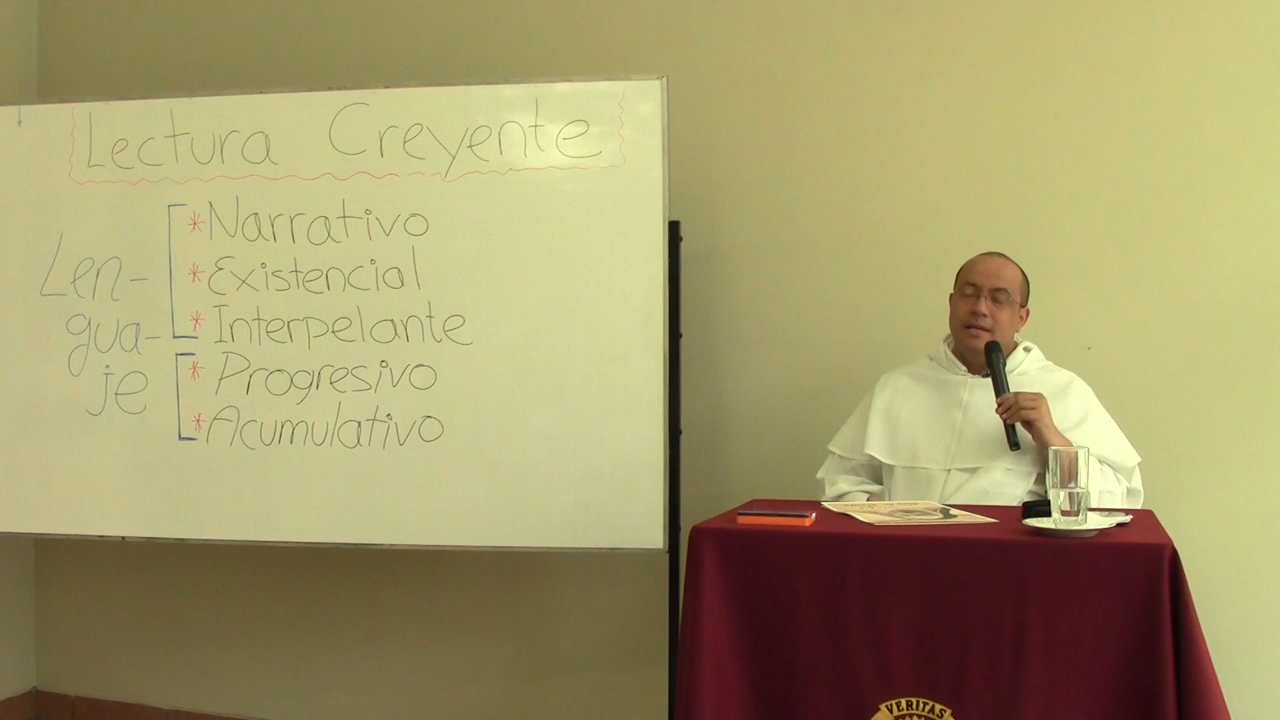 Lectura Creyente
* Narrativo
* Existencial
* Interpelante
* Progresivo
* Acumulativo
Len-
gua-
je
VERITAS